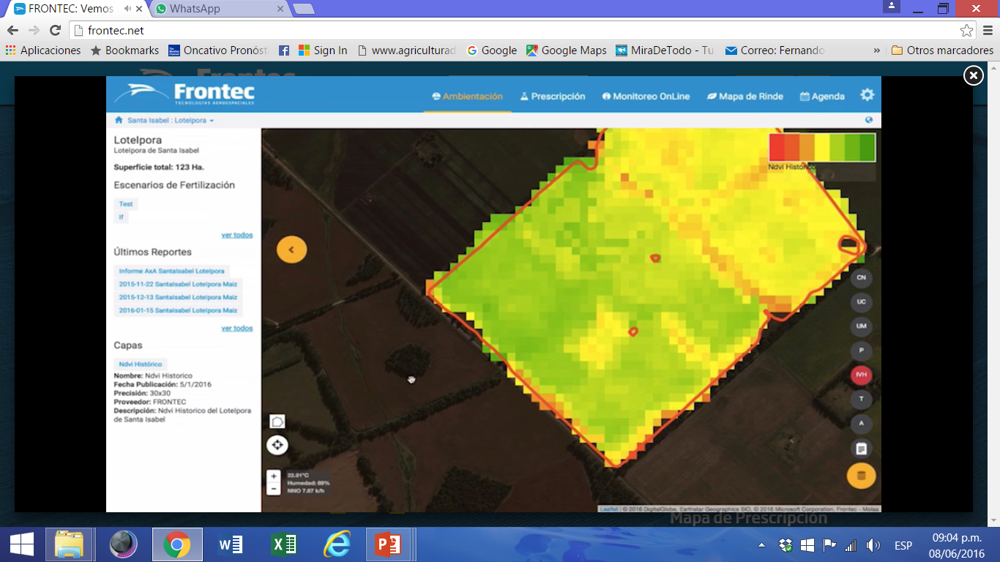 FRONTEC: Vemos
WhatsApp
frontec.net
Aplicaciones
Bookmarks
Oncativo Pronóst
Sign In
www.agriculturad
Google
Google Maps
MiraDeTodo - Tu
Correo: Fernando
»
Otros marcadores
Frontec
TECNOLOGÍAS AEROESPACIALES
Ambientación
Prescripción
Monitoreo OnLine
Mapa de Rinde
Agenda
Santa Isabel : Lotelpora
Lotelpora
Lotelpora de Santa Isabel
Superficie total: 123 Ha.
Escenarios de Fertilización
Test
lf
ver todos
Últimos Reportes
Informe AxA SantaIsabel Lotelpora
2015-11-22 SantaIsabel Lotelpora Maiz
2015-12-13 SantaIsabel Lotelpora Maiz
2016-01-15 SantaIsabel Lotelpora Maiz
ver todos
Capas
Ndvi Histórico
Nombre: Ndvi Historico
Fecha Publicación: 5/1/2016
Precisión: 30x30
Proveedor: FRONTEC
Descripción: Ndvi Historico del Lotelpora
de Santa Isabel
Ndvi Histórico
CN
UC
UM
P
IVH
T
A
+
−
22.91°C
Humedad: 89%
NNO 7.67 k/h
Leaflet | © 2016 DigitalGlobe, Earthstar Geographics SIO, © 2016 Microsoft Corporation, Frontec - Molaa
Mapa de Prescripción
ESP
09:04 p.m.
08/06/2016